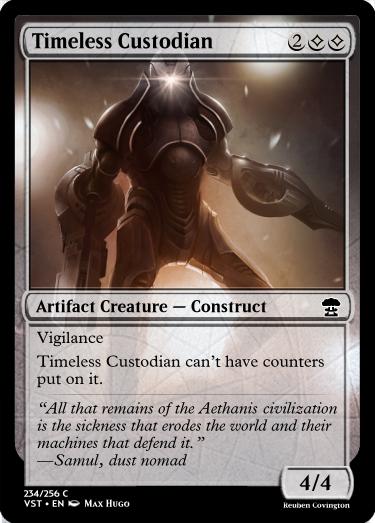 Timeless Custodian 2
Artifact Creature — Construct
Vigilance
Timeless Custodian can't have counters
put on it.
“All that remains of the Aethanis civilization
is the sickness that erodes the world and their
machines that defend it.”
—Samul, dust nomad
4/4
234/256 C
VST • EN Max Hugo
Reuben Covington